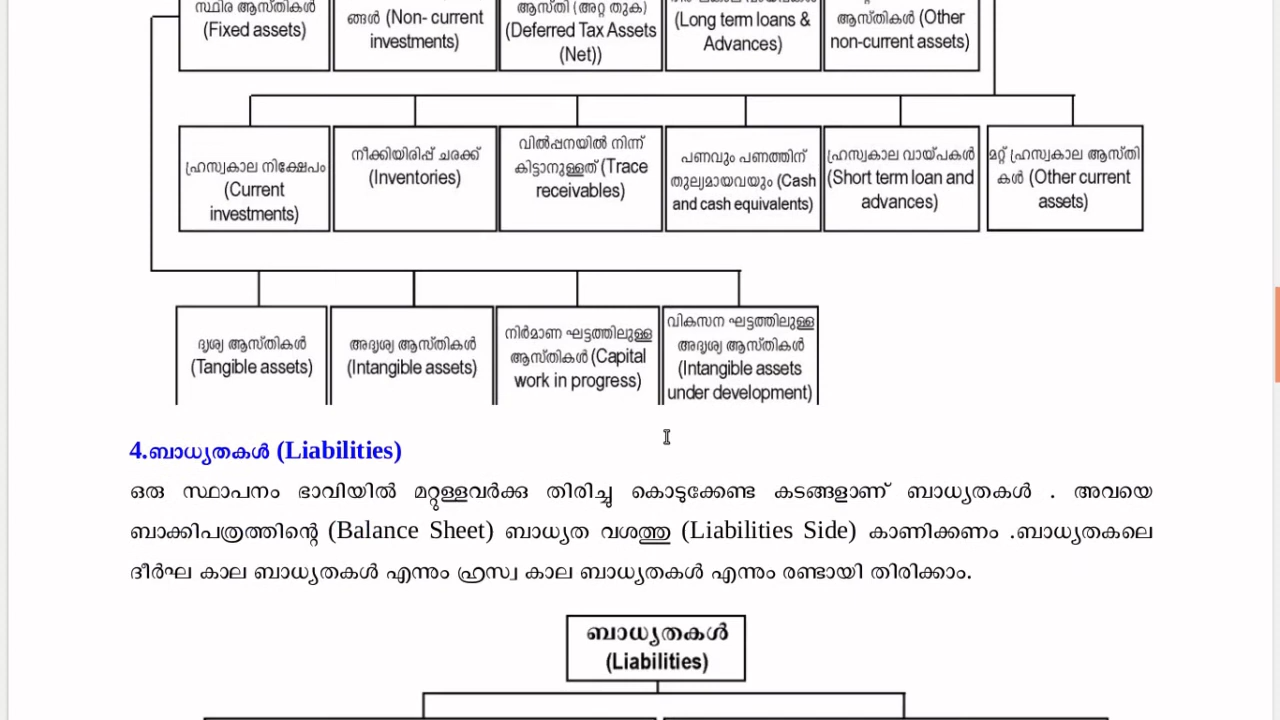 സ്ഥിര ആസ്തികൾ
(Fixed assets)
ങ്ങൾ (Non- current
investments)
ആസ്തി (അറ്റ തുക)
(Deferred Tax Assets
(Net))
(Long term loans &
Advances)
ആസ്തികൾ (Other
non-current assets)
ഹ്രസ്വകാല നിക്ഷേപം
(Current
investments)
നീക്കിയിരിപ്പ് ചരക്ക്
(Inventories)
വിൽപ്പനയിൽ നിന്ന്
കിട്ടാനുള്ളത് (Trace
receivables)
പണവും പണത്തിന്
തുല്യമായവയും (Cash
and cash equivalents)
ഹ്രസ്വകാല വായ്പകൾ
(Short term loan and
advances)
മറ്റ് ഹ്രസ്വകാല ആസ്തി
കൾ (Other current
assets)
ദൃശ്യ ആസ്തികൾ
(Tangible assets)
അദൃശ്യ ആസ്തികൾ
(Intangible assets)
നിർമാണ ഘട്ടത്തിലുള്ള
ആസ്തികൾ (Capital
work in progress)
വികസന ഘട്ടത്തിലുള്ള
അദൃശ്യ ആസ്തികൾ
(Intangible assets
under development)
4.ബാധ്യതകൾ (Liabilities)
ഒരു സ്ഥാപനം ഭാവിയിൽ മറ്റുള്ളവർക്കു തിരിച്ചു കൊടുക്കേണ്ട കടങ്ങളാണ് ബാധ്യതകൾ . അവയെ
ബാക്കിപത്രത്തിന്റെ (Balance Sheet) ബാധ്യത വശത്തു (Liabilities Side) കാണിക്കണം .ബാധ്യതകലെ
ദീർഘ കാല ബാധ്യതകൾ എന്നും ഹ്രസ്വ കാല ബാധ്യതകൾ എന്നും രണ്ടായി തിരിക്കാം.
ബാധ്യതകൾ
(Liabilities)